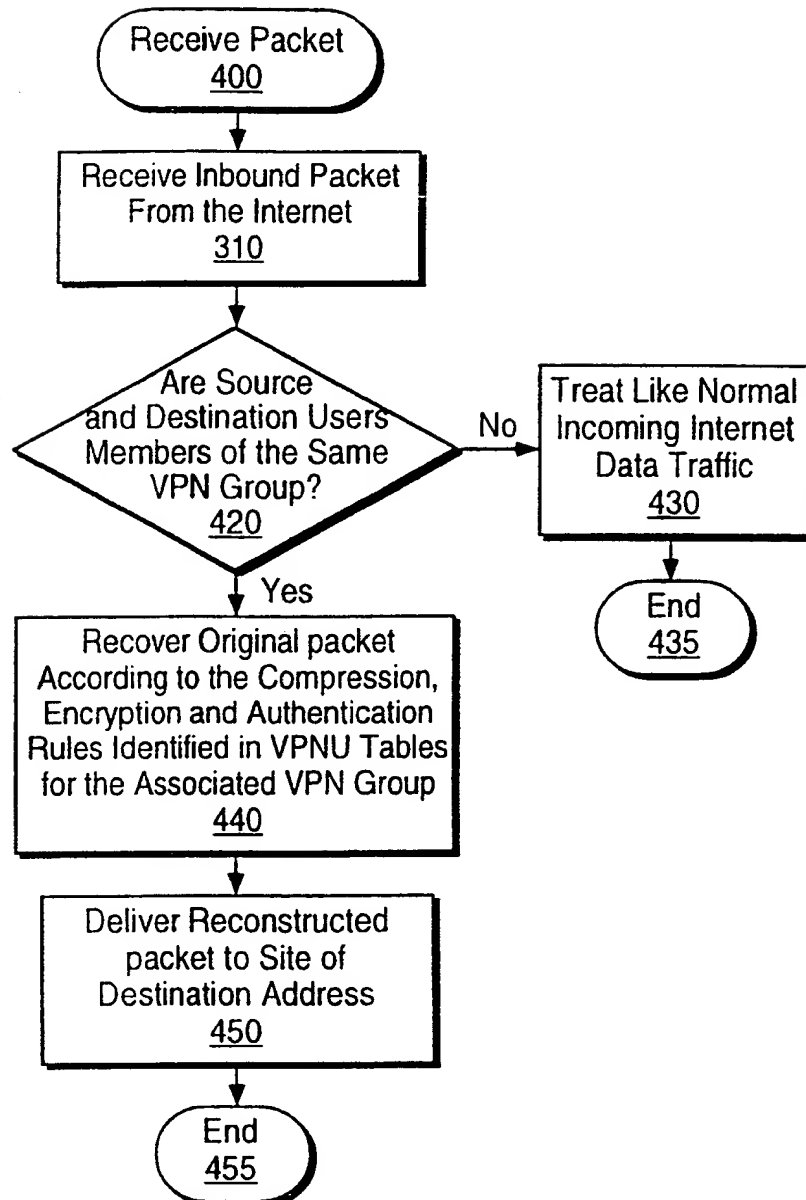 Receive Packet
400
Receive Inbound Packet
From the Internet
310
Are Source
and Destination Users
Members of the Same
VPN Group?
420
No
Treat Like Normal
Incoming Internet
Data Traffic
430
End
435
Yes
Recover Original packet
According to the Compression,
Encryption and Authentication
Rules Identified in VPNU Tables
for the Associated VPN Group
440
Deliver Reconstructed
packet to Site of
Destination Address
450
End
455